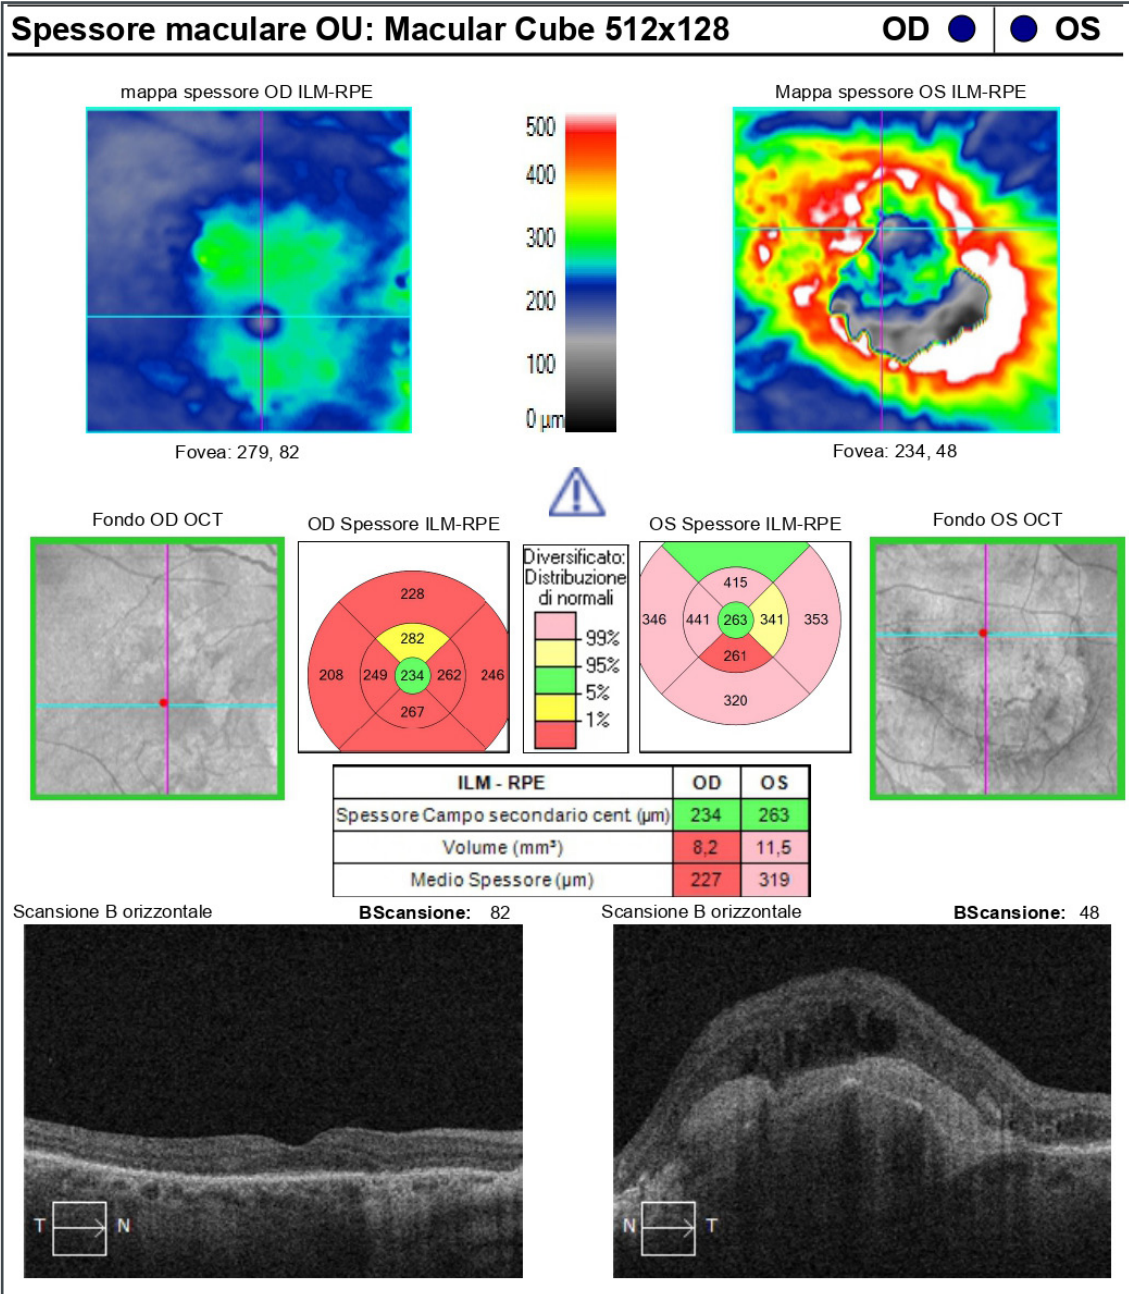 Spessore maculare OU: Macular Cube 512x128 OD OS
mappa spessore OD ILM-RPE
Mappa spessore OS ILM-RPE
500
400
300
200
100
0 µm
Fovea: 279, 82
Fovea: 234, 48
Fondo OD OCT
OD Spessore ILM-RPE
OS Spessore ILM-RPE
Fondo OS OCT
228
282
208 249 234 262 246
267
Diversificato:
Distribuzione
di normali
99%
95%
5%
1%
415
346 441 263 341 353
261
320
ILM - RPE OD OS
Spessore Campo secondario cent. (µm) 234 263
Volume (mm³) 8,2 11,5
Medio Spessore (µm) 227 319
Scansione B orizzontale BScansione: 82
Scansione B orizzontale BScansione: 48
T N
N T